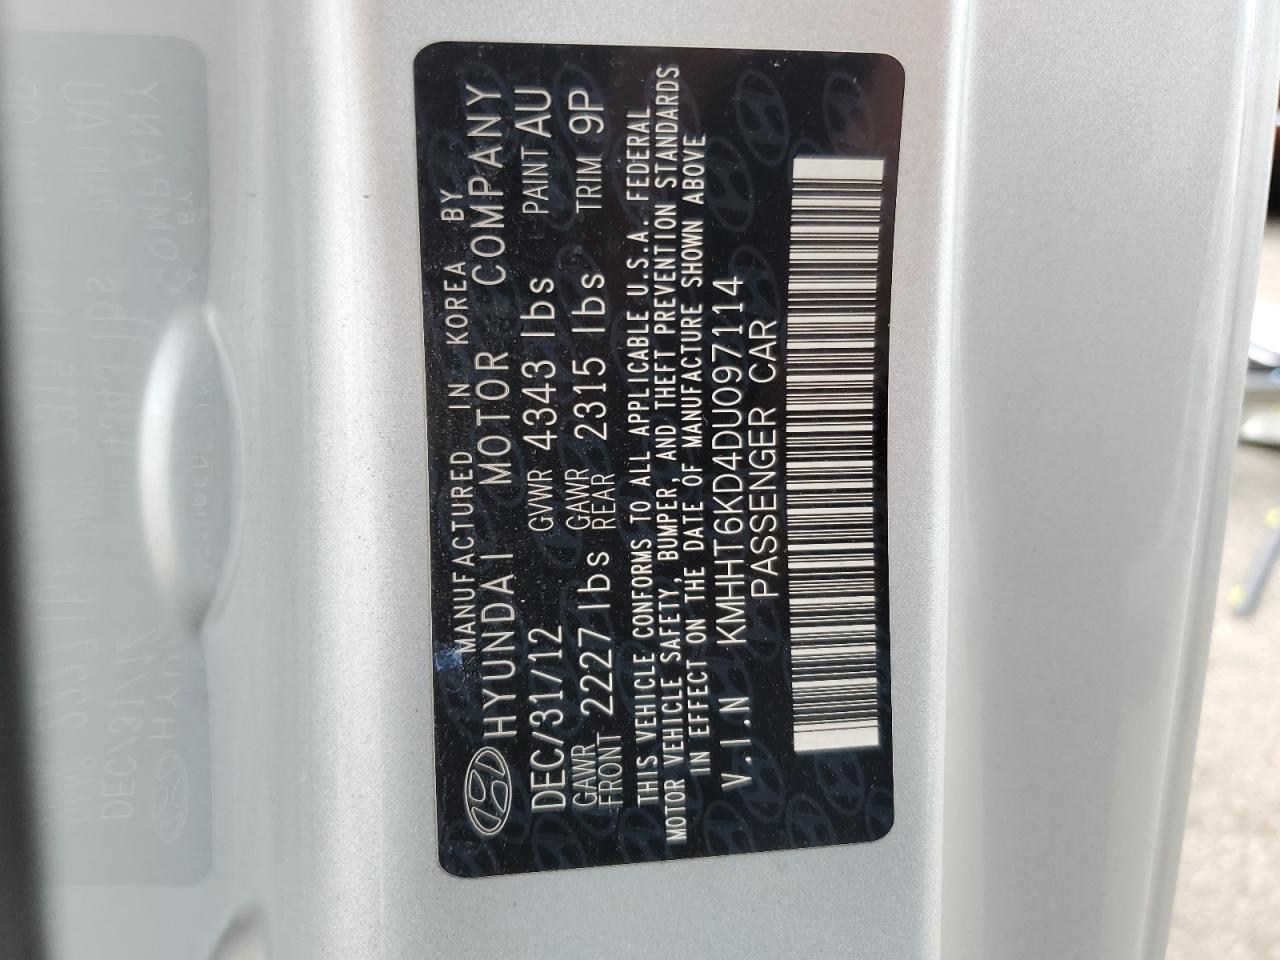 MANUFACTURED IN KOREA BY
HYUNDAI MOTOR COMPANY
DEC/31/12 GVWR 4343 lbs PAINT AU
GAWR FRONT 2227 lbs GAWR REAR 2315 lbs TRIM 9P
THIS VEHICLE CONFORMS TO ALL APPLICABLE U.S.A. FEDERAL
MOTOR VEHICLE SAFETY, BUMPER, AND THEFT PREVENTION STANDARDS
IN EFFECT ON THE DATE OF MANUFACTURE SHOWN ABOVE
V.I.N KMHHT6KD4DU097114
PASSENGER CAR